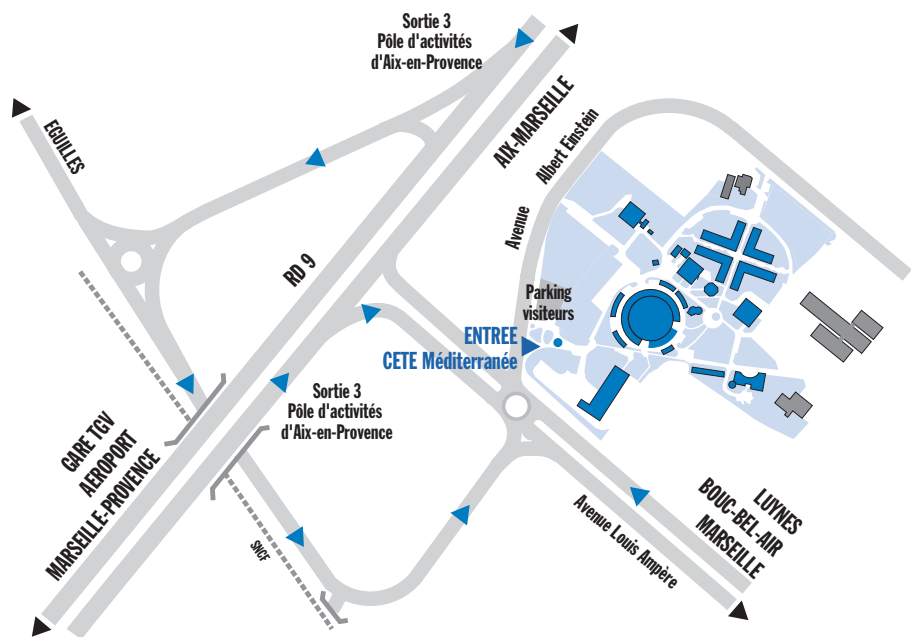 Sortie 3
Pôle d'activités
d'Aix-en-Provence
EGUILLES
AIX-MARSEILLE
Avenue Albert Einstein
RD 9
Parking
visiteurs
ENTREE
CETE Méditerranée
Sortie 3
Pôle d'activités
d'Aix-en-Provence
GARE TGV
AEROPORT
MARSEILLE-PROVENCE
SNCF
Avenue Louis Ampère
LUYNES
BOUC-BEL-AIR
MARSEILLE